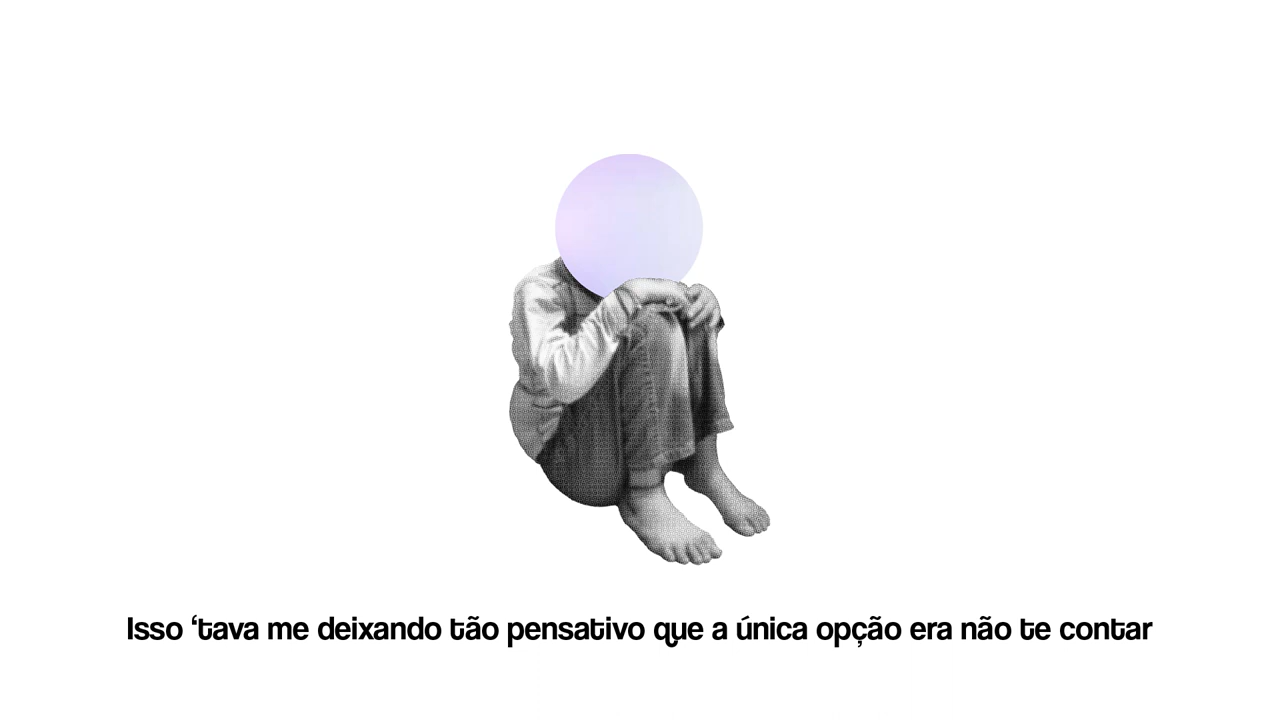 Isso ‘tava me deixando tão pensativo que a única opção era não te contar